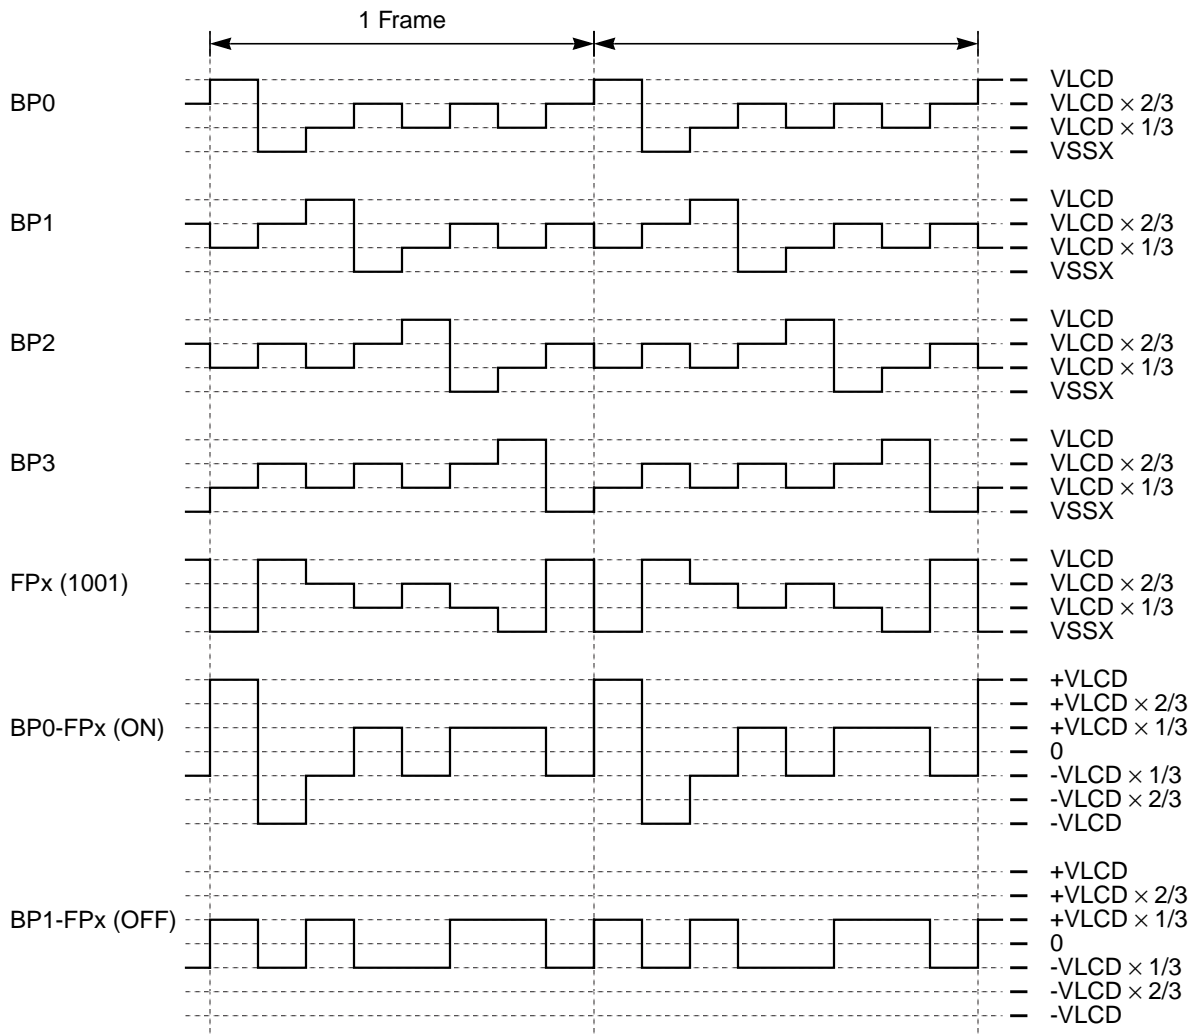 1 Frame
BP0
VLCD
VLCD × 2/3
VLCD × 1/3
VSSX
BP1
VLCD
VLCD × 2/3
VLCD × 1/3
VSSX
BP2
VLCD
VLCD × 2/3
VLCD × 1/3
VSSX
BP3
VLCD
VLCD × 2/3
VLCD × 1/3
VSSX
FPx (1001)
VLCD
VLCD × 2/3
VLCD × 1/3
VSSX
BP0-FPx (ON)
+VLCD
+VLCD × 2/3
+VLCD × 1/3
0
-VLCD × 1/3
-VLCD × 2/3
-VLCD
BP1-FPx (OFF)
+VLCD
+VLCD × 2/3
+VLCD × 1/3
0
-VLCD × 1/3
-VLCD × 2/3
-VLCD